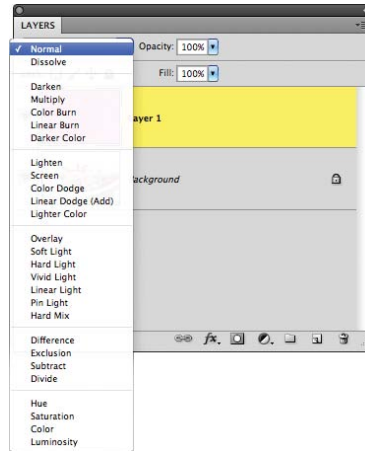 LAYERS
✓ Normal
Opacity: 100%
Dissolve
Fill: 100%
Darken
Multiply
Color Burn
Linear Burn
Darker Color
ayer 1
Lighten
Screen
Color Dodge
Linear Dodge (Add)
Lighter Color
ackground
Overlay
Soft Light
Hard Light
Vivid Light
Linear Light
Pin Light
Hard Mix
Difference
Exclusion
Subtract
Divide
fx.
Hue
Saturation
Color
Luminosity